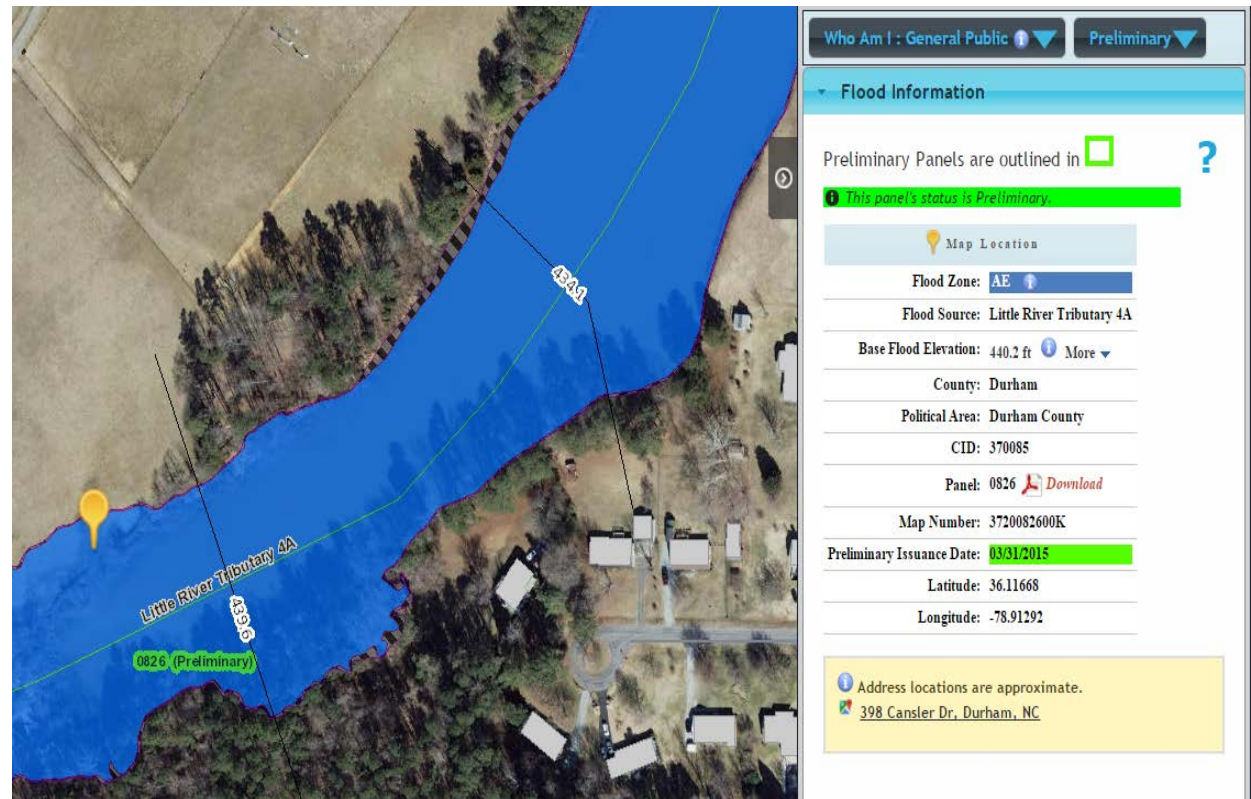 434.1
Little River Tributary 4A
439.6
0826 (Preliminary)
Who Am I : General Public
Preliminary
Flood Information
Preliminary Panels are outlined in
?
This panel's status is Preliminary.
Map Location
Flood Zone: AE
Flood Source: Little River Tributary 4A
Base Flood Elevation: 440.2 ft More
County: Durham
Political Area: Durham County
CID: 370085
Panel: 0826 Download
Map Number: 3720082600K
Preliminary Issuance Date: 03/31/2015
Latitude: 36.11668
Longitude: -78.91292
Address locations are approximate.
398 Cansler Dr, Durham, NC